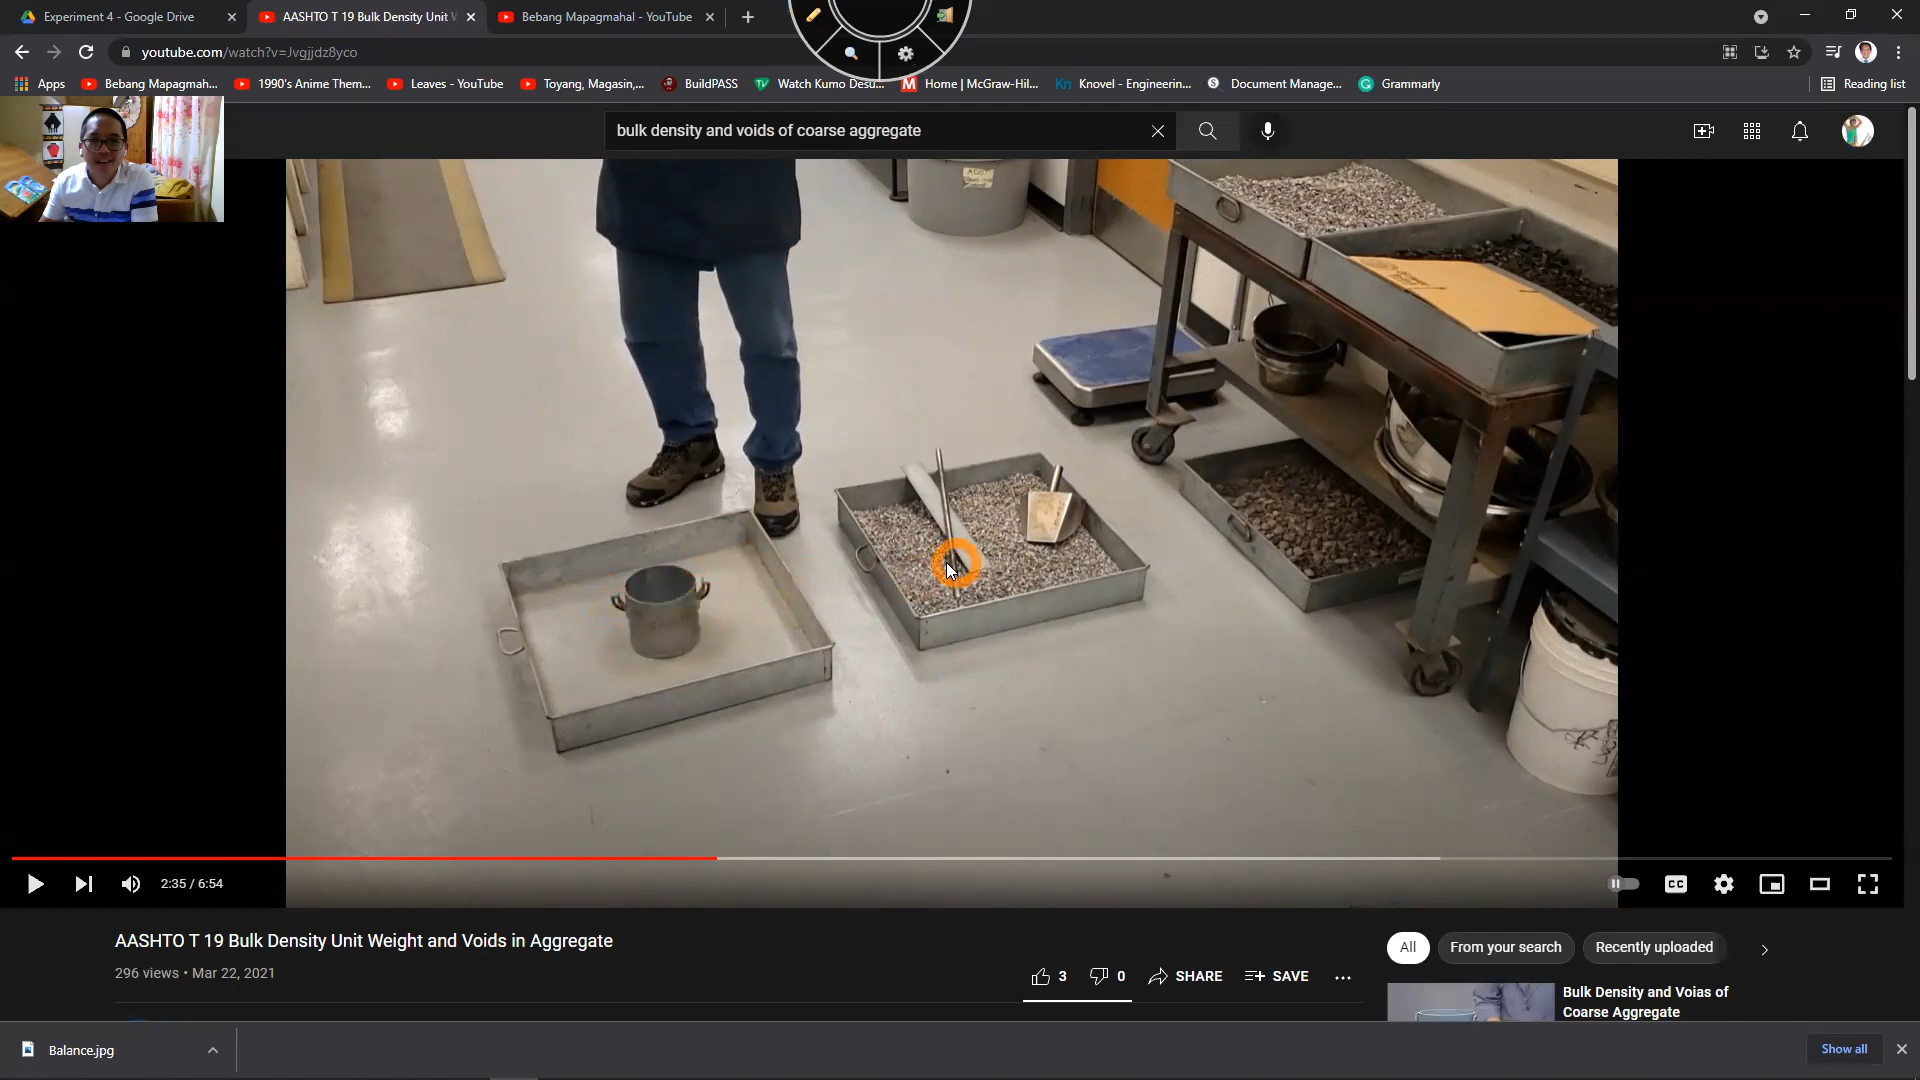 Experiment 4 - Google Drive
AASHTO T 19 Bulk Density Unit W
Bebang Mapagmahal - YouTube
youtube.com/watch?v=Jvgjjdz8yco
Apps
Bebang Mapagmah...
1990's Anime Them...
Leaves - YouTube
Toyang, Magasin,...
BuildPASS
Watch Kumo Desu...
Home | McGraw-Hil...
Kn Knovel - Engineerin...
Document Manage...
Grammarly
Reading list
bulk density and voids of coarse aggregate
2:35 / 6:54
CC
AASHTO T 19 Bulk Density Unit Weight and Voids in Aggregate
296 views • Mar 22, 2021
3
0
SHARE
SAVE
All
From your search
Recently uploaded
Bulk Density and Voias of
Coarse Aggregate
Balance.jpg
Show all